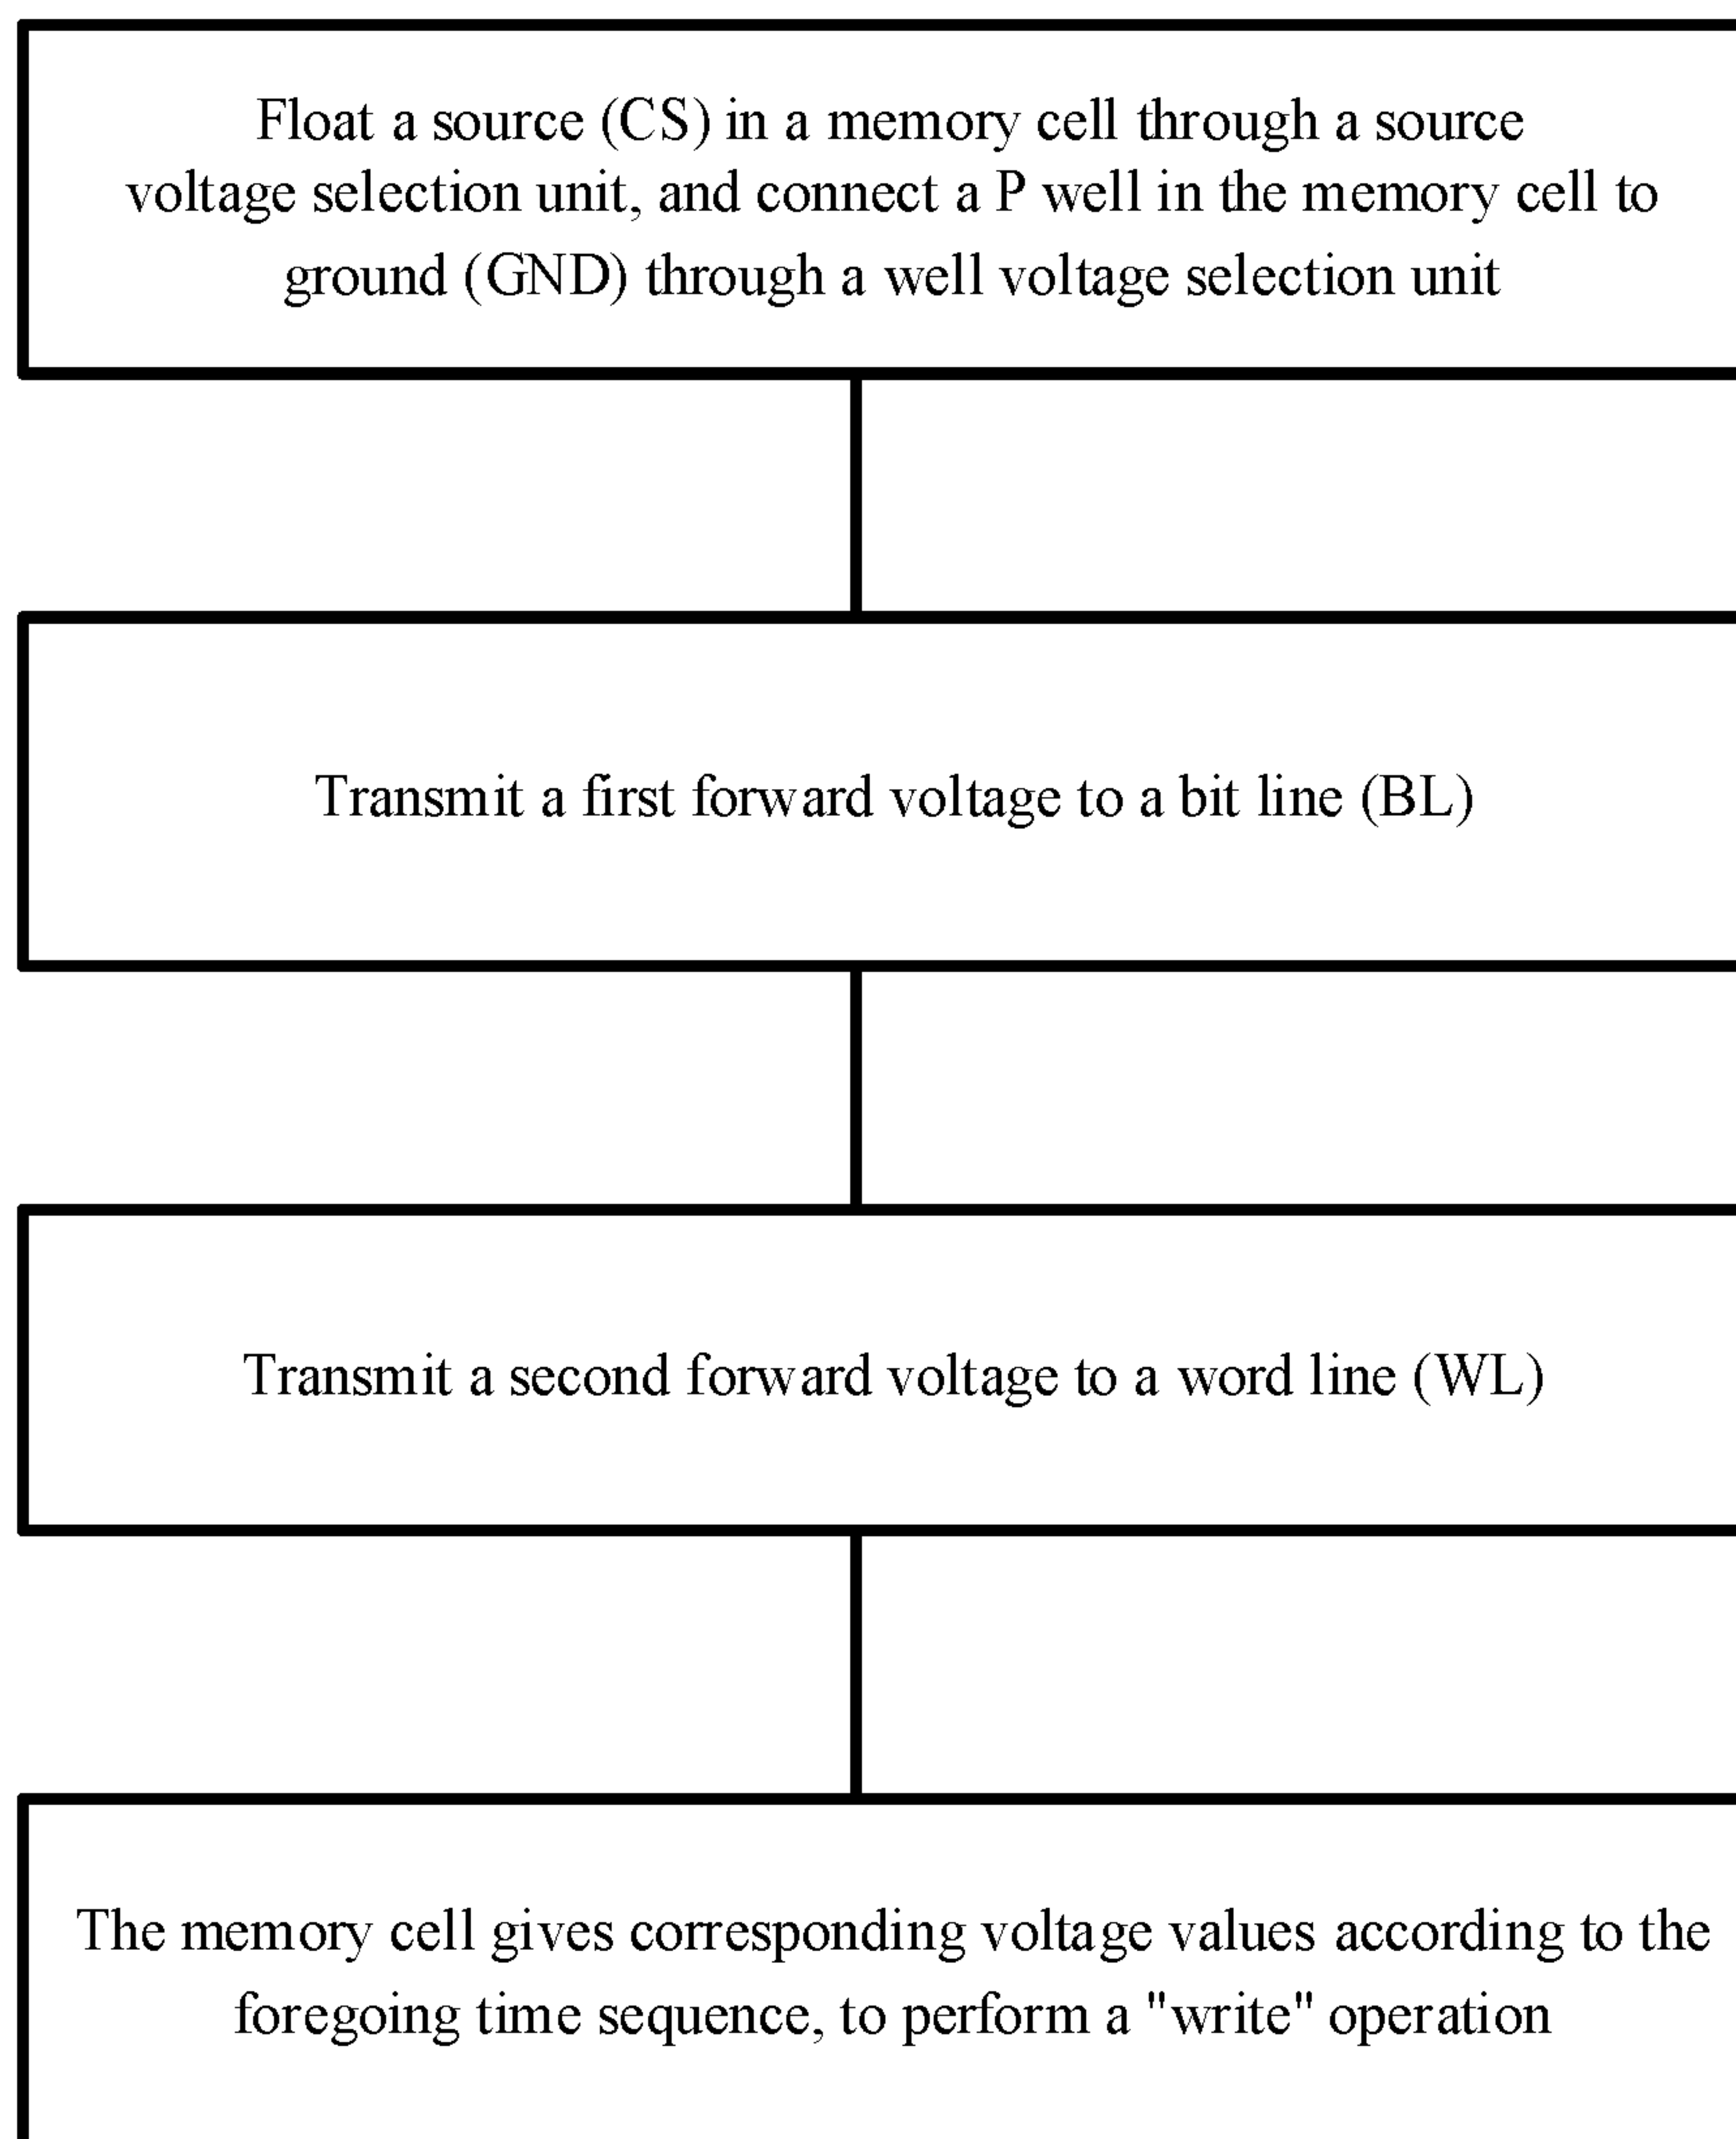 Float a source (CS) in a memory cell through a source
voltage selection unit, and connect a P well in the memory cell to
ground (GND) through a well voltage selection unit
Transmit a first forward voltage to a bit line (BL)
Transmit a second forward voltage to a word line (WL)
The memory cell gives corresponding voltage values according to the
foregoing time sequence, to perform a "write" operation